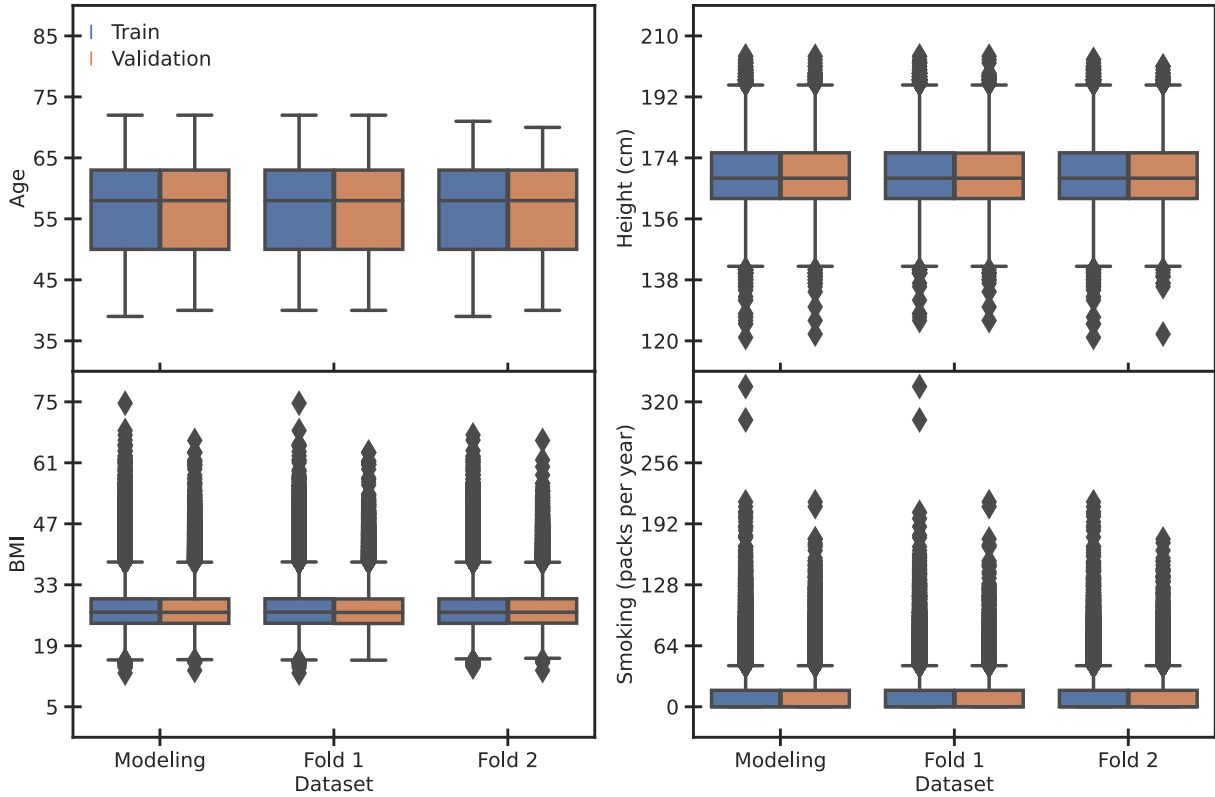 Train
Validation
Age
85
75
65
55
45
35
Height (cm)
210
192
174
156
138
120
BMI
75
61
47
33
19
5
Smoking (packs per year)
320
256
192
128
64
0
Modeling
Fold 1
Fold 2
Dataset
Modeling
Fold 1
Fold 2
Dataset